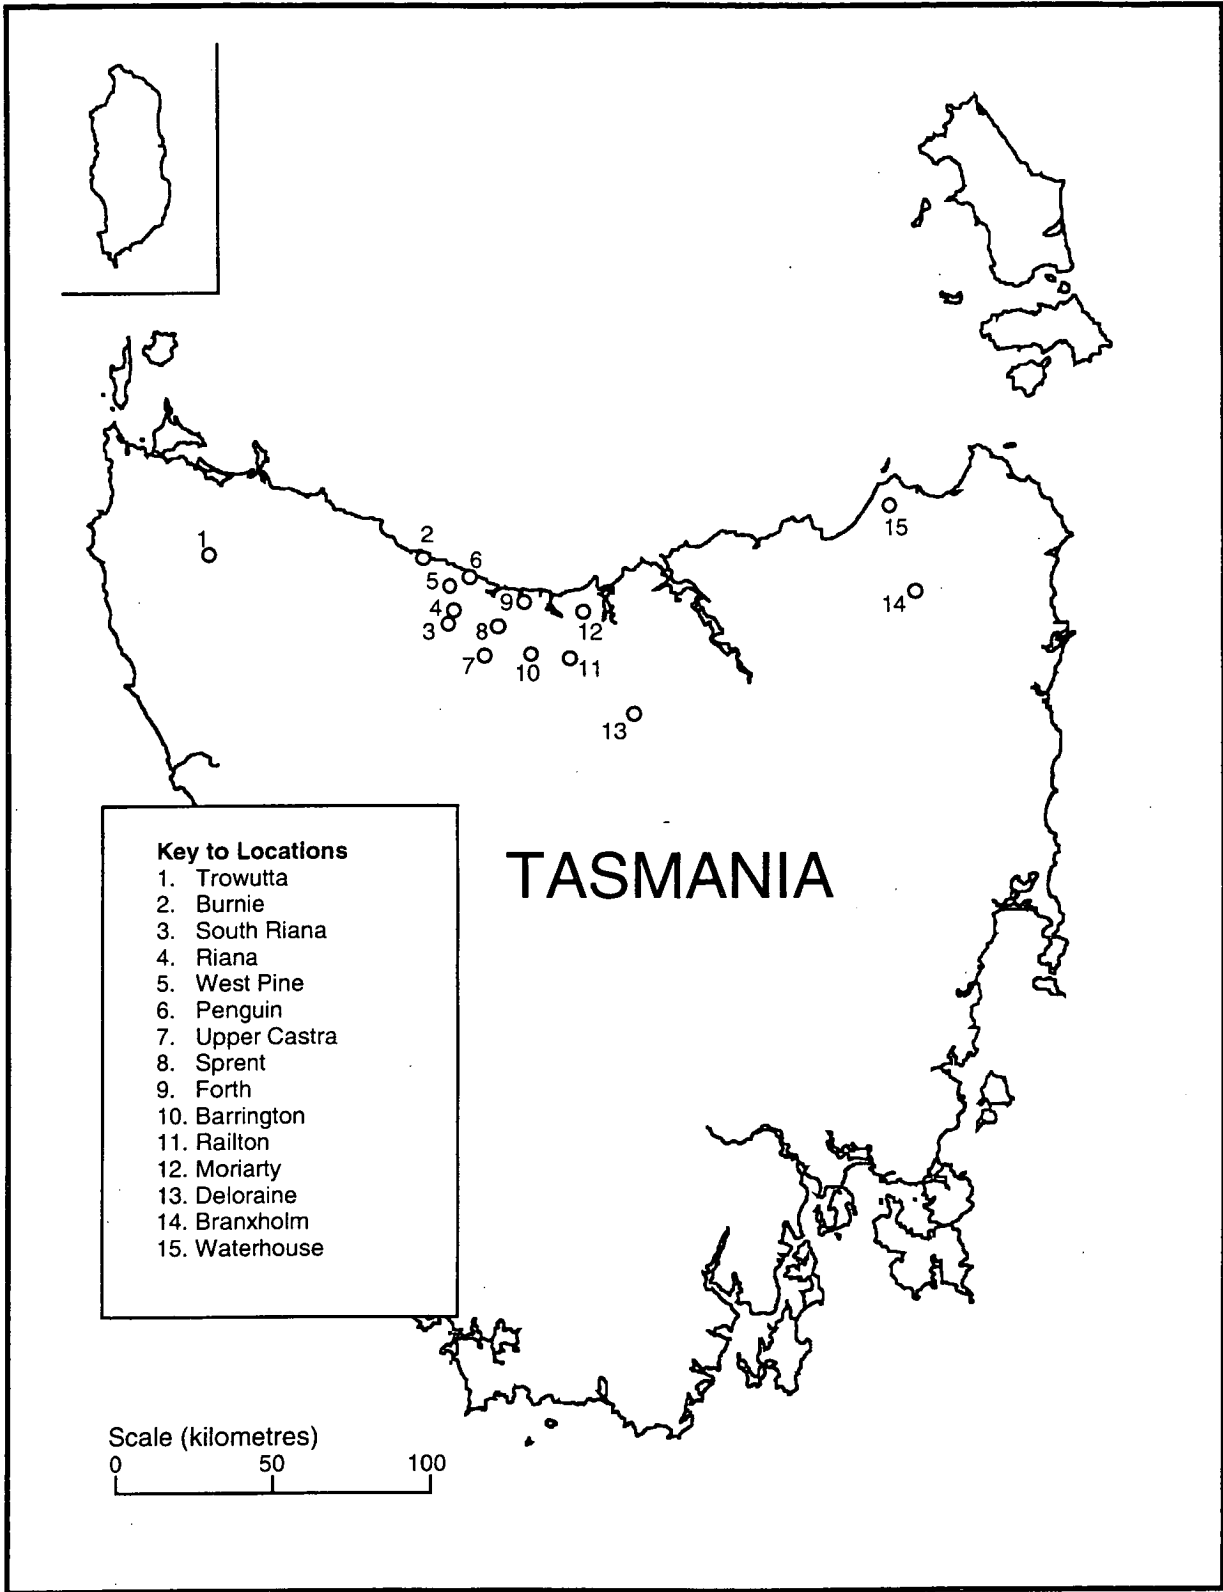 1
2
6
5
9
4
3
8
12
7
10
11
13
15
14
TASMANIA
Key to Locations
1. Trowutta
2. Burnie
3. South Riana
4. Riana
5. West Pine
6. Penguin
7. Upper Castra
8. Sprent
9. Forth
10. Barrington
11. Railton
12. Moriarty
13. Deloraine
14. Branxholm
15. Waterhouse
Scale (kilometres)
0 50 100